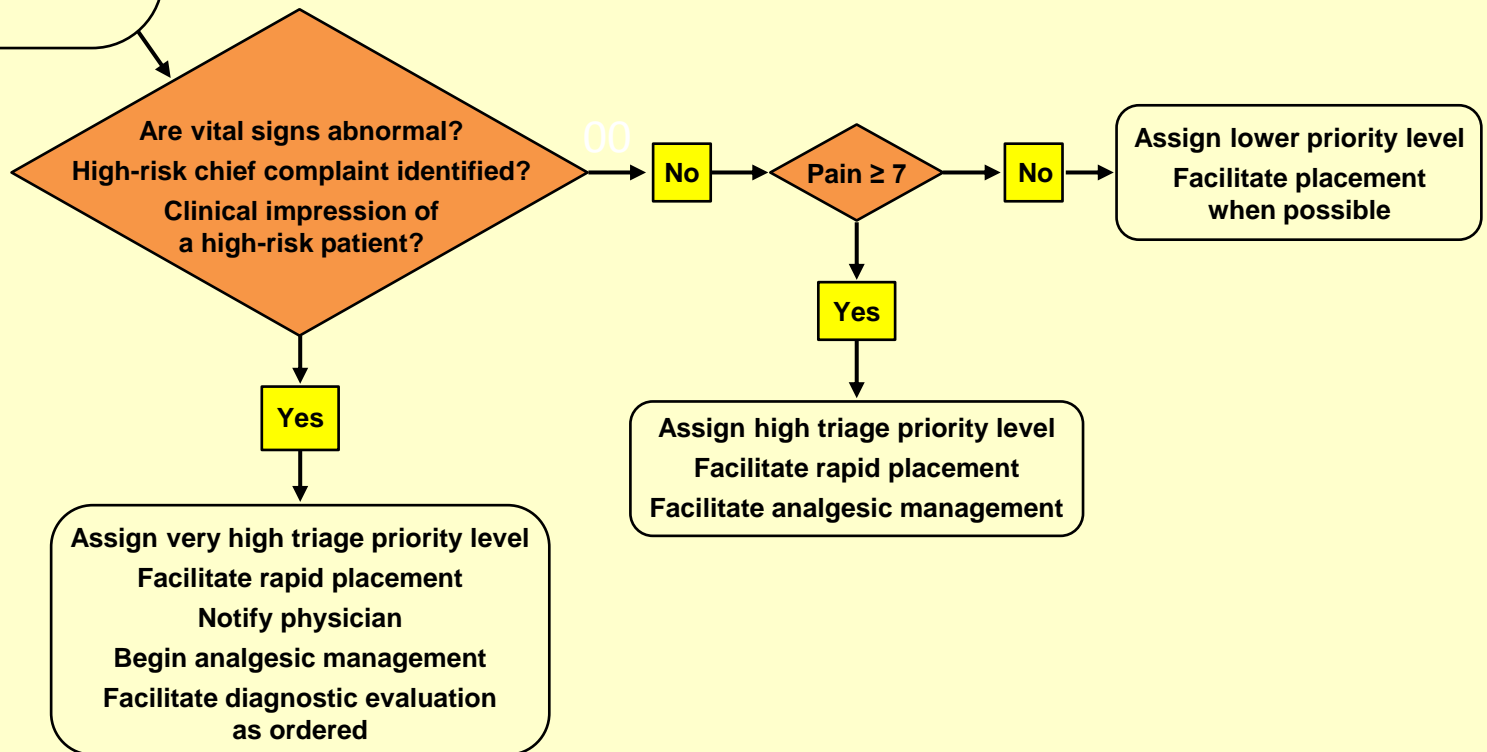 Are vital signs abnormal?
High-risk chief complaint identified?
Clinical impression of
a high-risk patient?
00
No
Pain ≥ 7
No
Assign lower priority level
Facilitate placement
when possible
Yes
Assign high triage priority level
Facilitate rapid placement
Facilitate analgesic management
Yes
Assign very high triage priority level
Facilitate rapid placement
Notify physician
Begin analgesic management
Facilitate diagnostic evaluation
as ordered